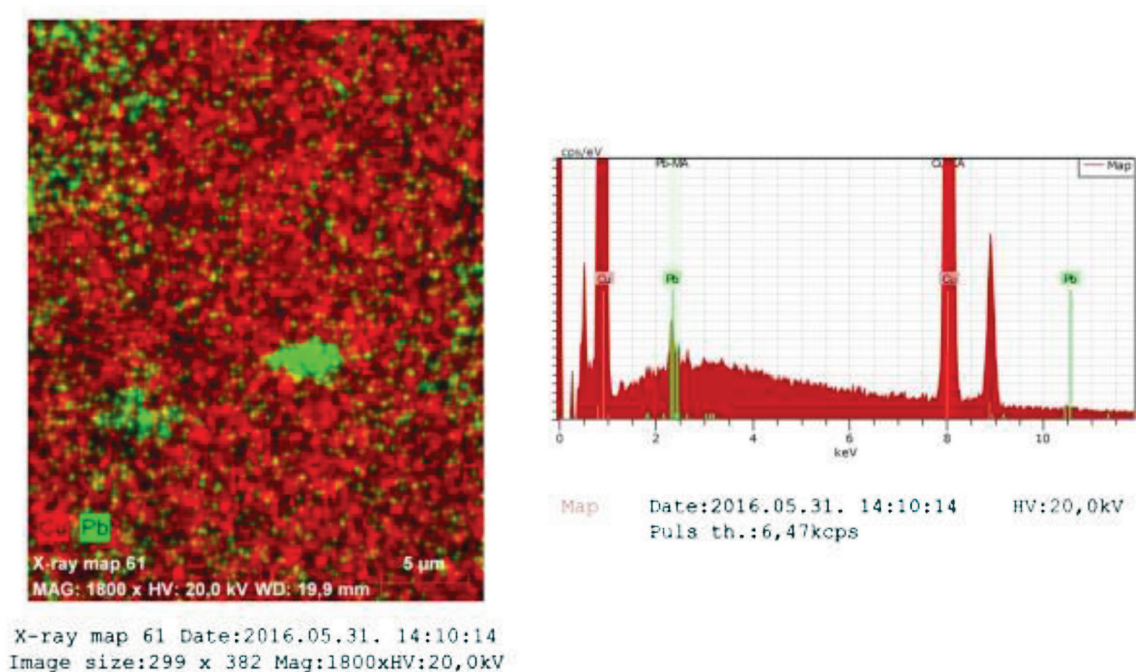 Cu Pb
X-ray map 61 5 µm
MAG: 1800 x HV: 20,0 kV WD: 19,9 mm
X-ray map 61 Date:2016.05.31. 14:10:14
Image size:299 x 382 Mag:1800xHV:20,0kV
cps/eV
Pb-MA
Map
Cu Pb Cu Pb
0 2 4 6 8 10
keV
Map Date:2016.05.31. 14:10:14 HV:20,0kV
Puls th.:6,47kcps